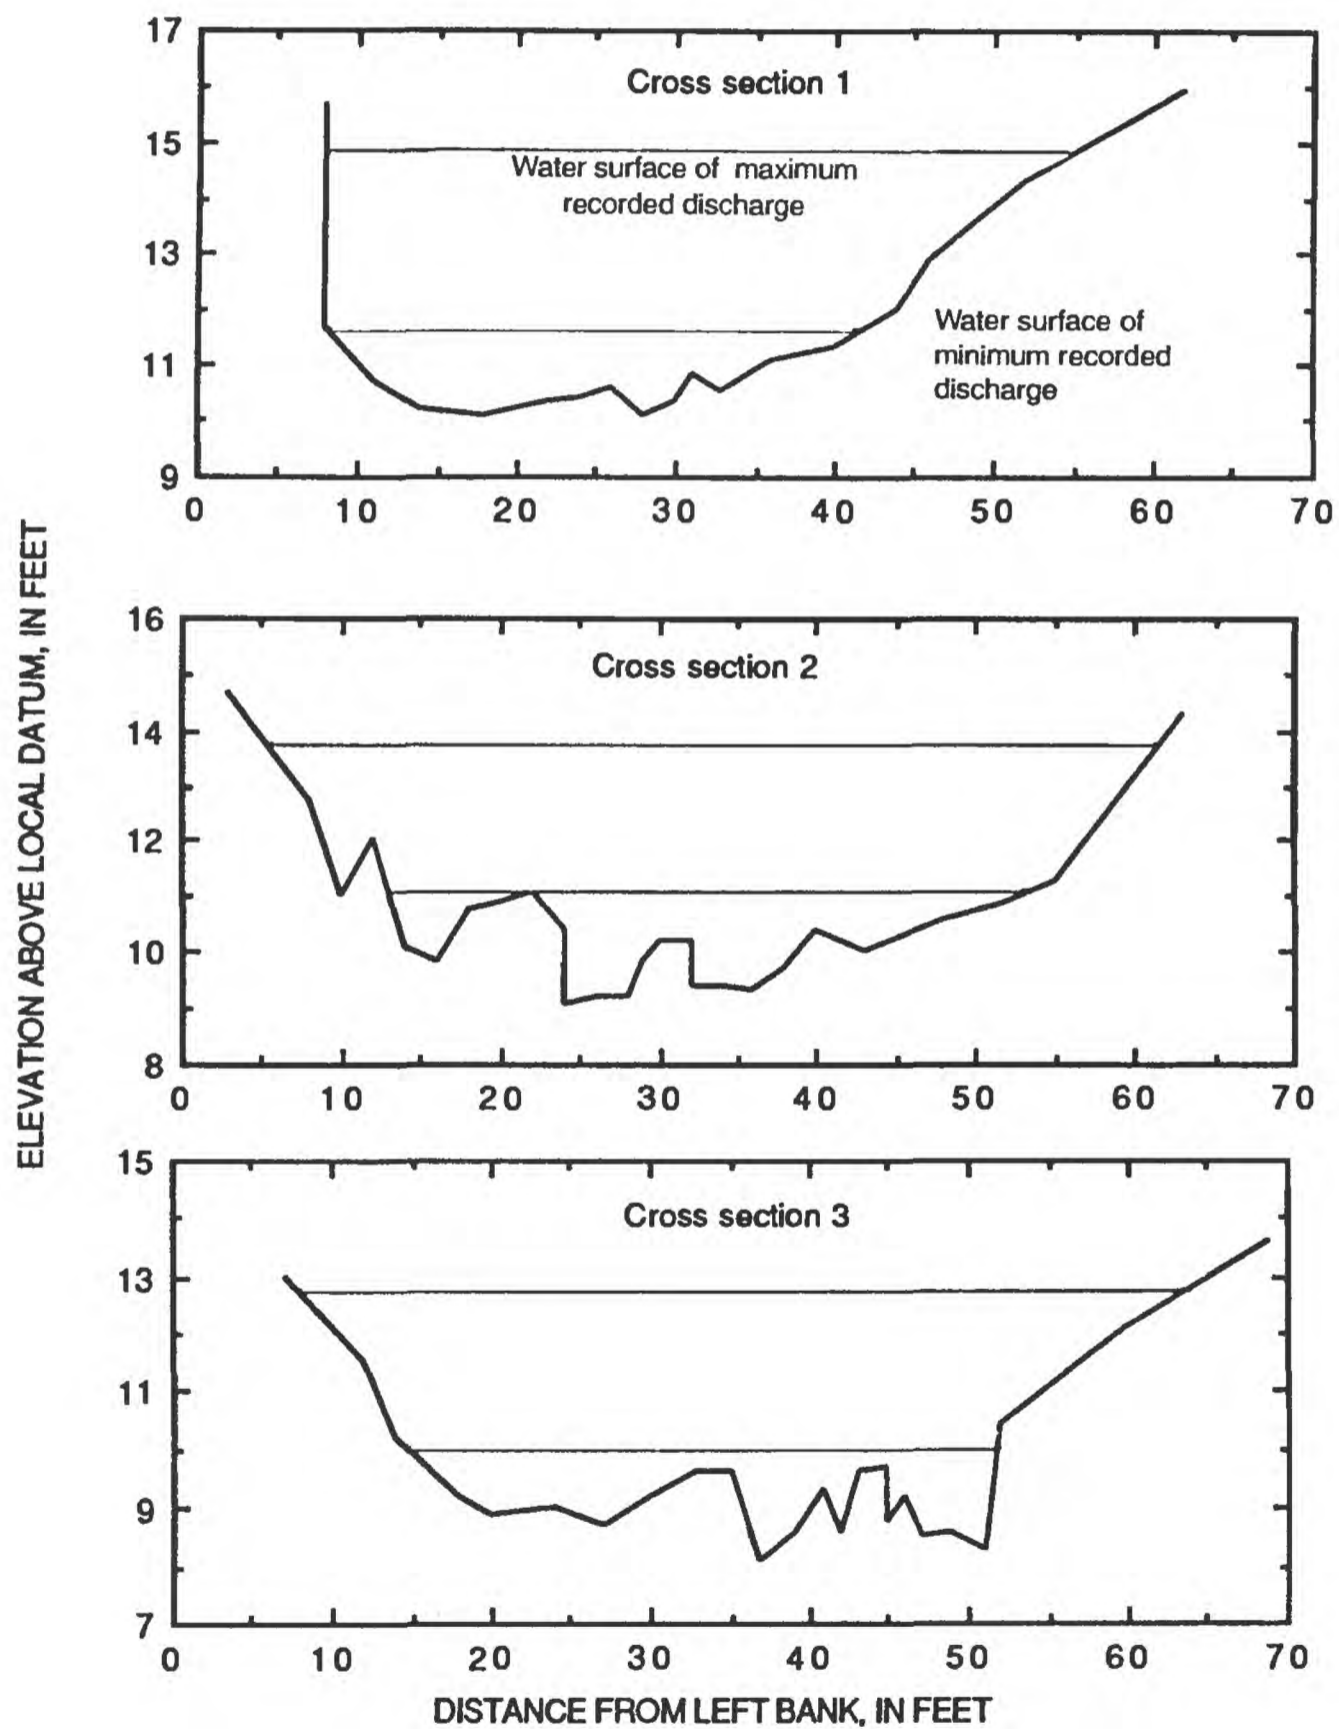 17
Cross section 1
15
Water surface of maximum
recorded discharge
13
Water surface of
minimum recorded
discharge
11
9
0 10 20 30 40 50 60 70
ELEVATION ABOVE LOCAL DATUM, IN FEET
16
Cross section 2
14
12
10
8
0 10 20 30 40 50 60 70
15
Cross section 3
13
11
9
7
0 10 20 30 40 50 60 70
DISTANCE FROM LEFT BANK, IN FEET